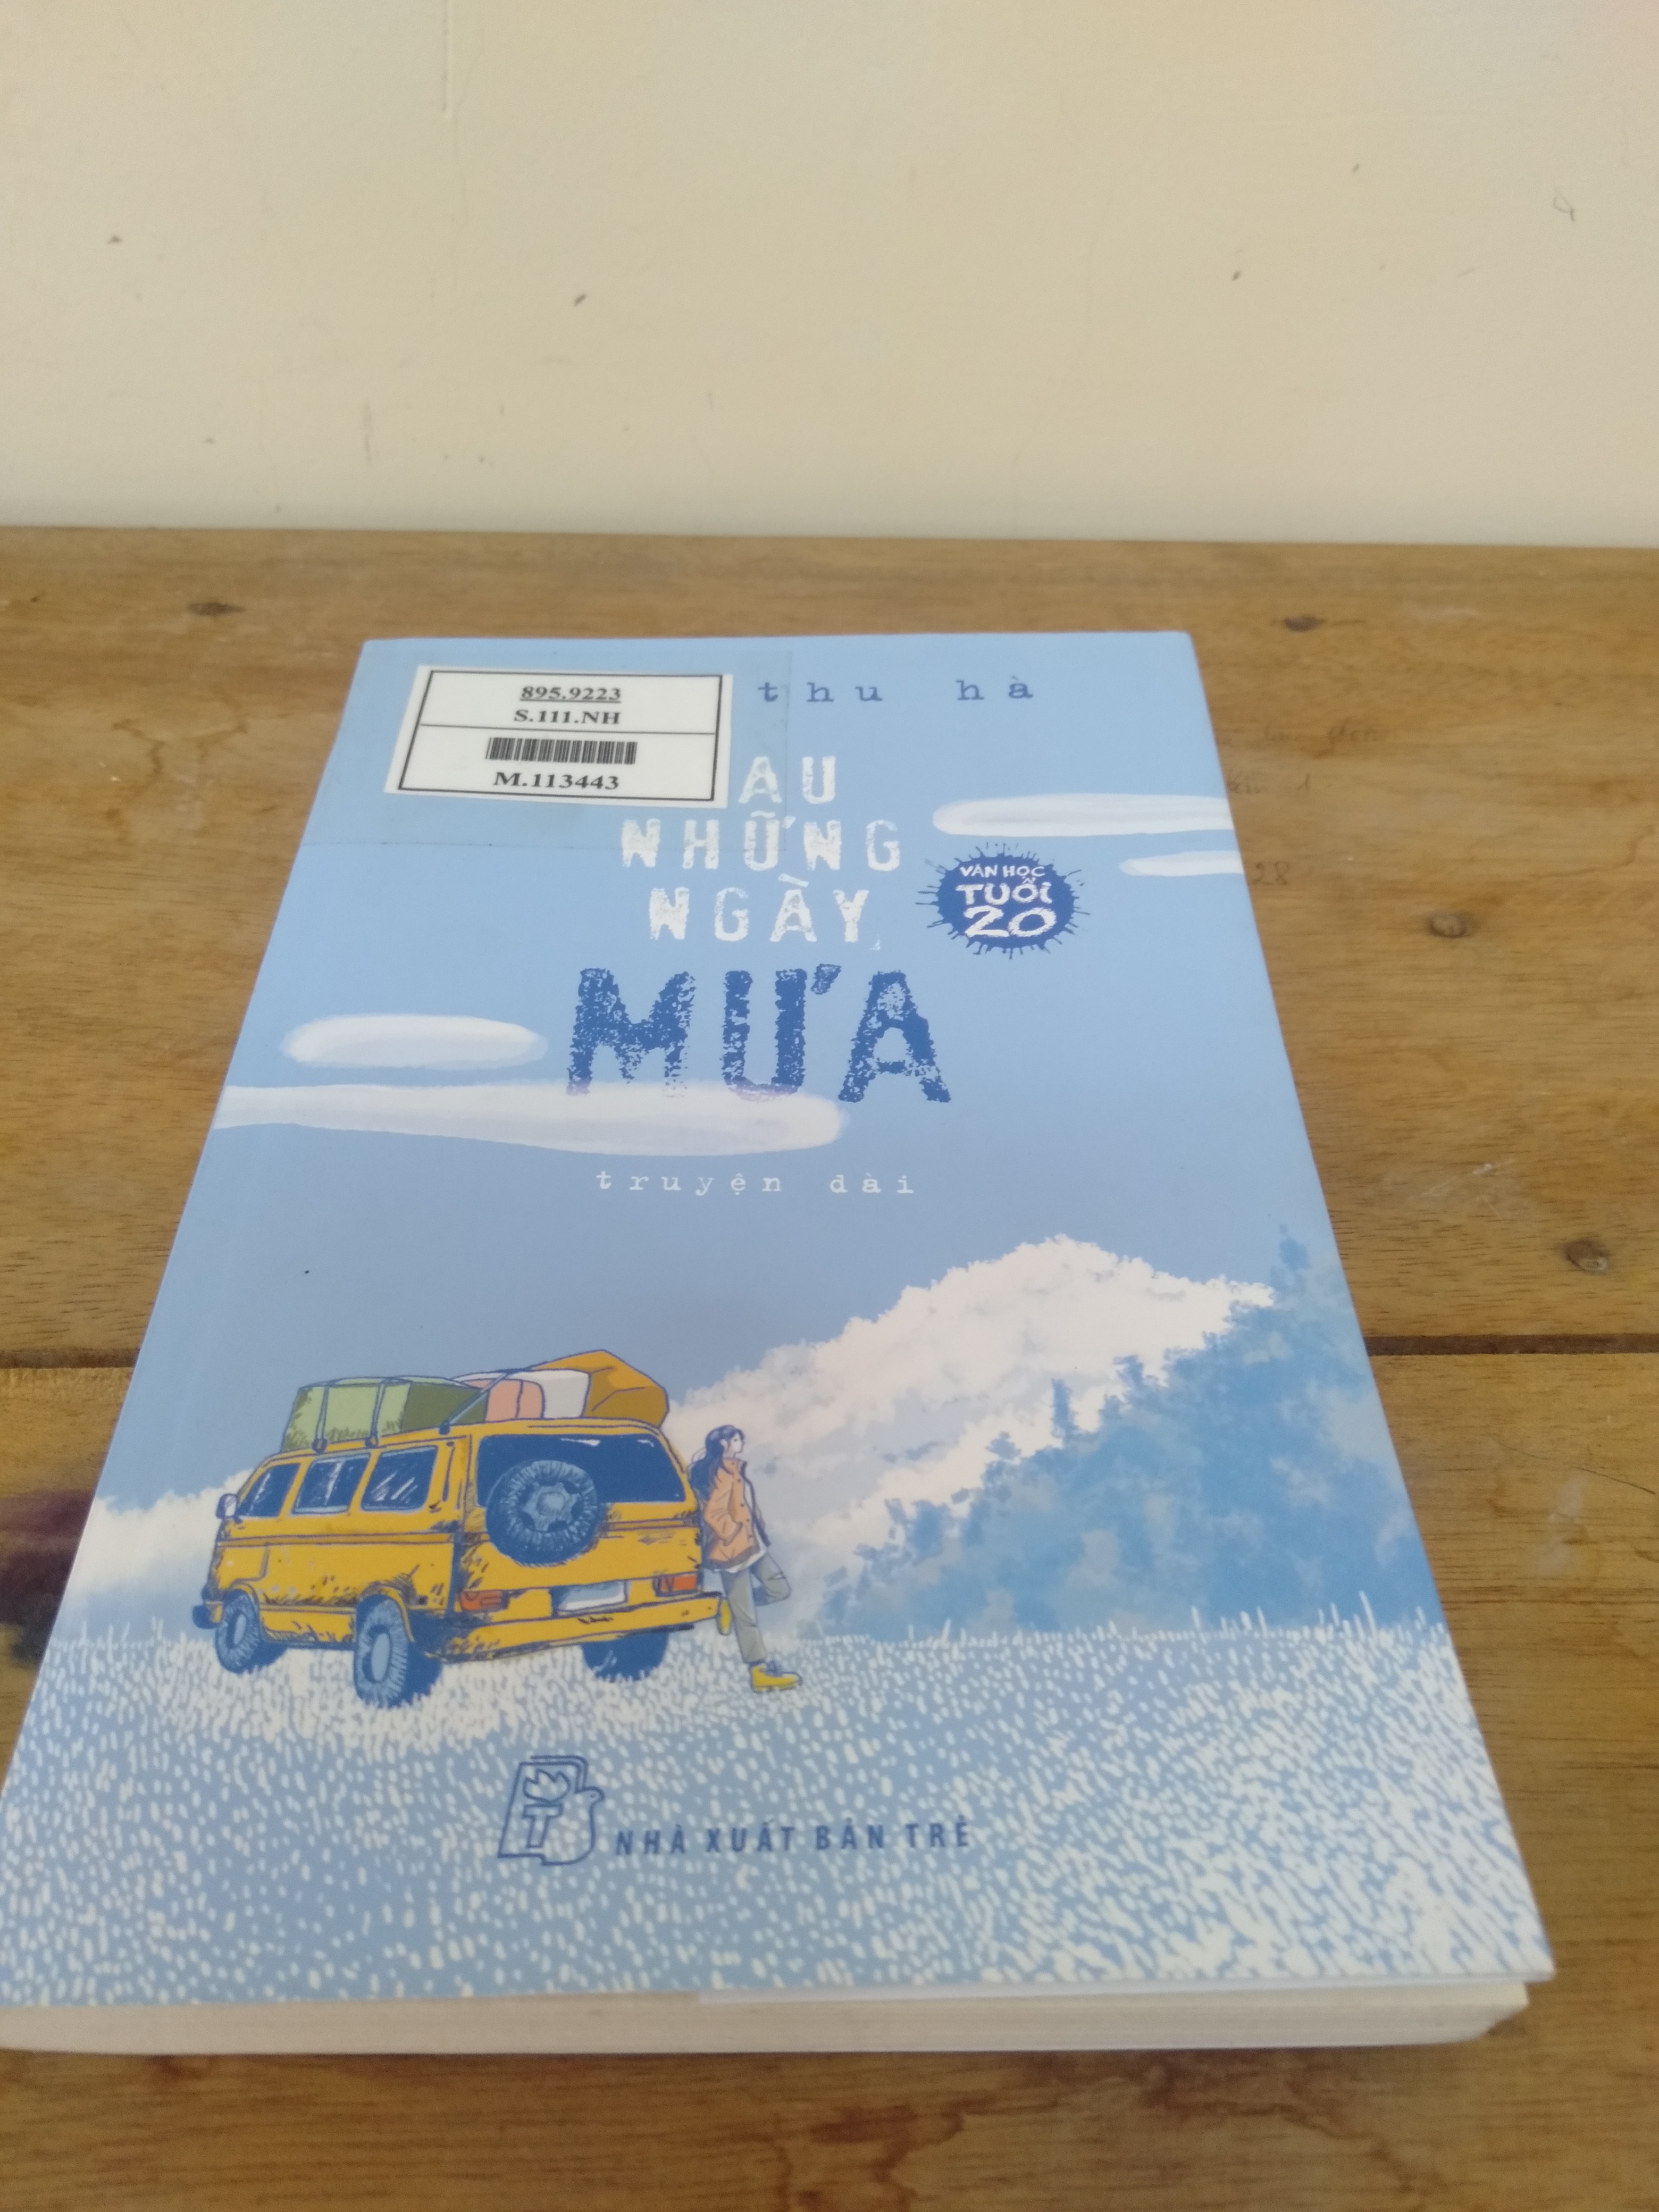 895.9223
S.111.NH
M.113443
thu hà
AU
NHỮNG
NGÀY
MƯA
VĂN HỌC
TUỔI
20
truyện dài
T
NHÀ XUẤT BẢN TRẺ
28